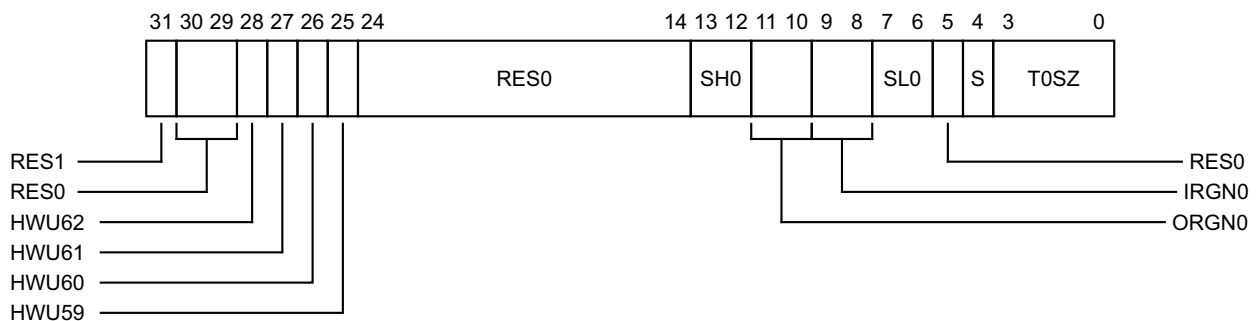 31 30 29 28 27 26 25 24 14 13 12 11 10 9 8 7 6 5 4 3 0
RES0 SH0 SL0 S T0SZ
RES1 RES0
RES0 IRGN0
HWU62 ORGN0
HWU61
HWU60
HWU59